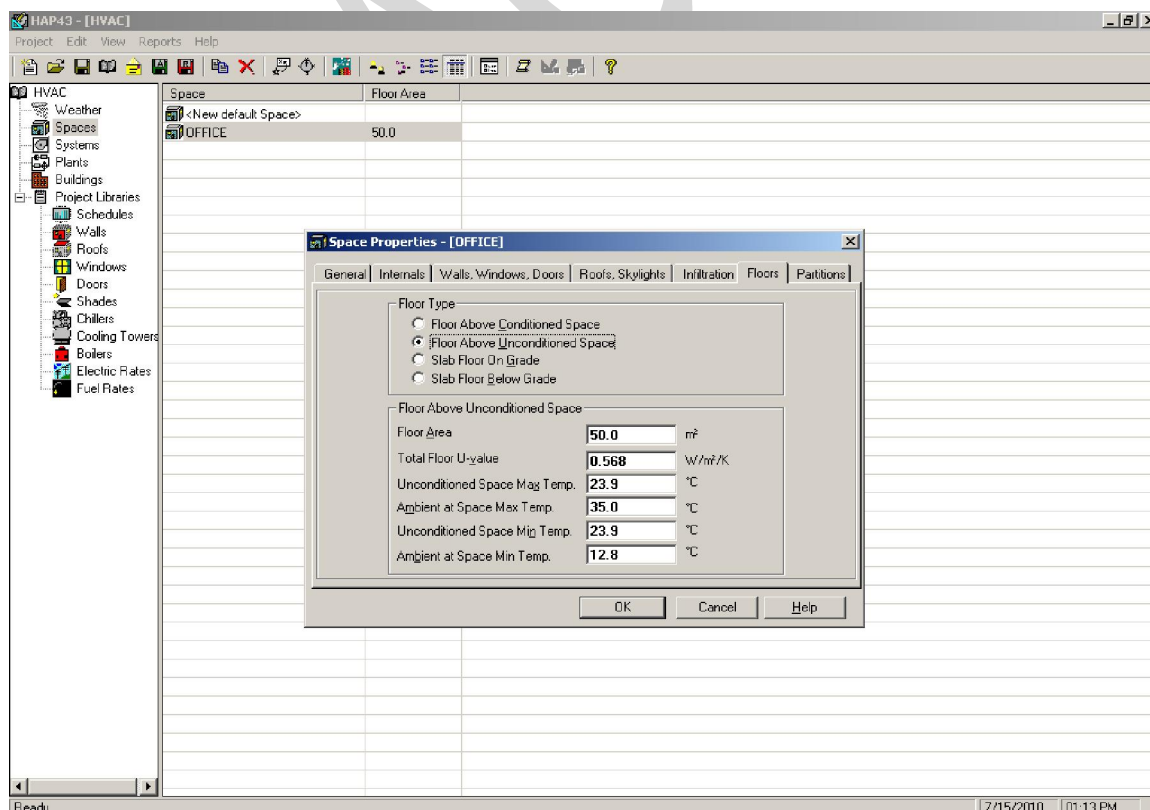 HAP43 - [HVAC]
Project Edit View Reports Help
HVAC
Weather
Spaces
Systems
Plants
Buildings
Project Libraries
Schedules
Walls
Roofs
Windows
Doors
Shades
Chillers
Cooling Towers
Boilers
Electric Rates
Fuel Rates
Space Floor Area
<New default Space>
OFFICE 50.0
Space Properties - [OFFICE]
General Internals Walls, Windows, Doors Roofs, Skylights Infiltration Floors Partitions
Floor Type
Floor Above Conditioned Space
Floor Above Unconditioned Space
Slab Floor On Grade
Slab Floor Below Grade
Floor Above Unconditioned Space
Floor Area 50.0 m²
Total Floor U-value 0.568 W/m²/K
Unconditioned Space Max Temp. 23.9 °C
Ambient at Space Max Temp. 35.0 °C
Unconditioned Space Min Temp. 23.9 °C
Ambient at Space Min Temp. 12.8 °C
OK Cancel Help
Ready 7/15/2010 01:13 PM